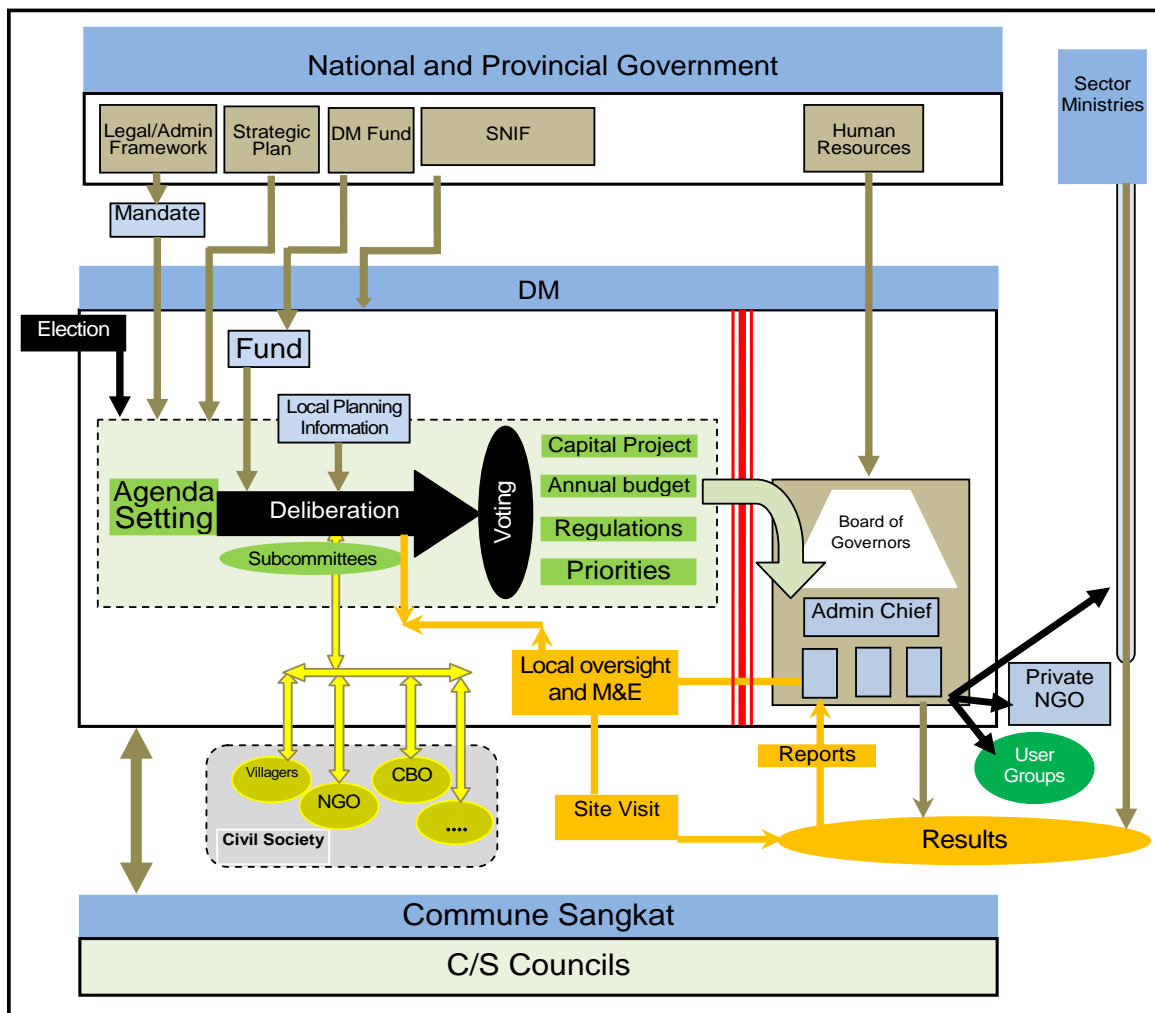 National and Provincial Government
Sector
Ministries
Legal/Admin
Framework
Strategic
Plan
DM Fund
SNIF
Human
Resources
Mandate
DM
Election
Fund
Local Planning
Information
Agenda
Setting
Deliberation
Voting
Capital Project
Annual budget
Regulations
Priorities
Subcommittees
Board of
Governors
Admin Chief
Local oversight
and M&E
Private
NGO
Reports
User
Groups
Villagers
NGO
CBO
....
Civil Society
Site Visit
Results
Commune Sangkat
C/S Councils